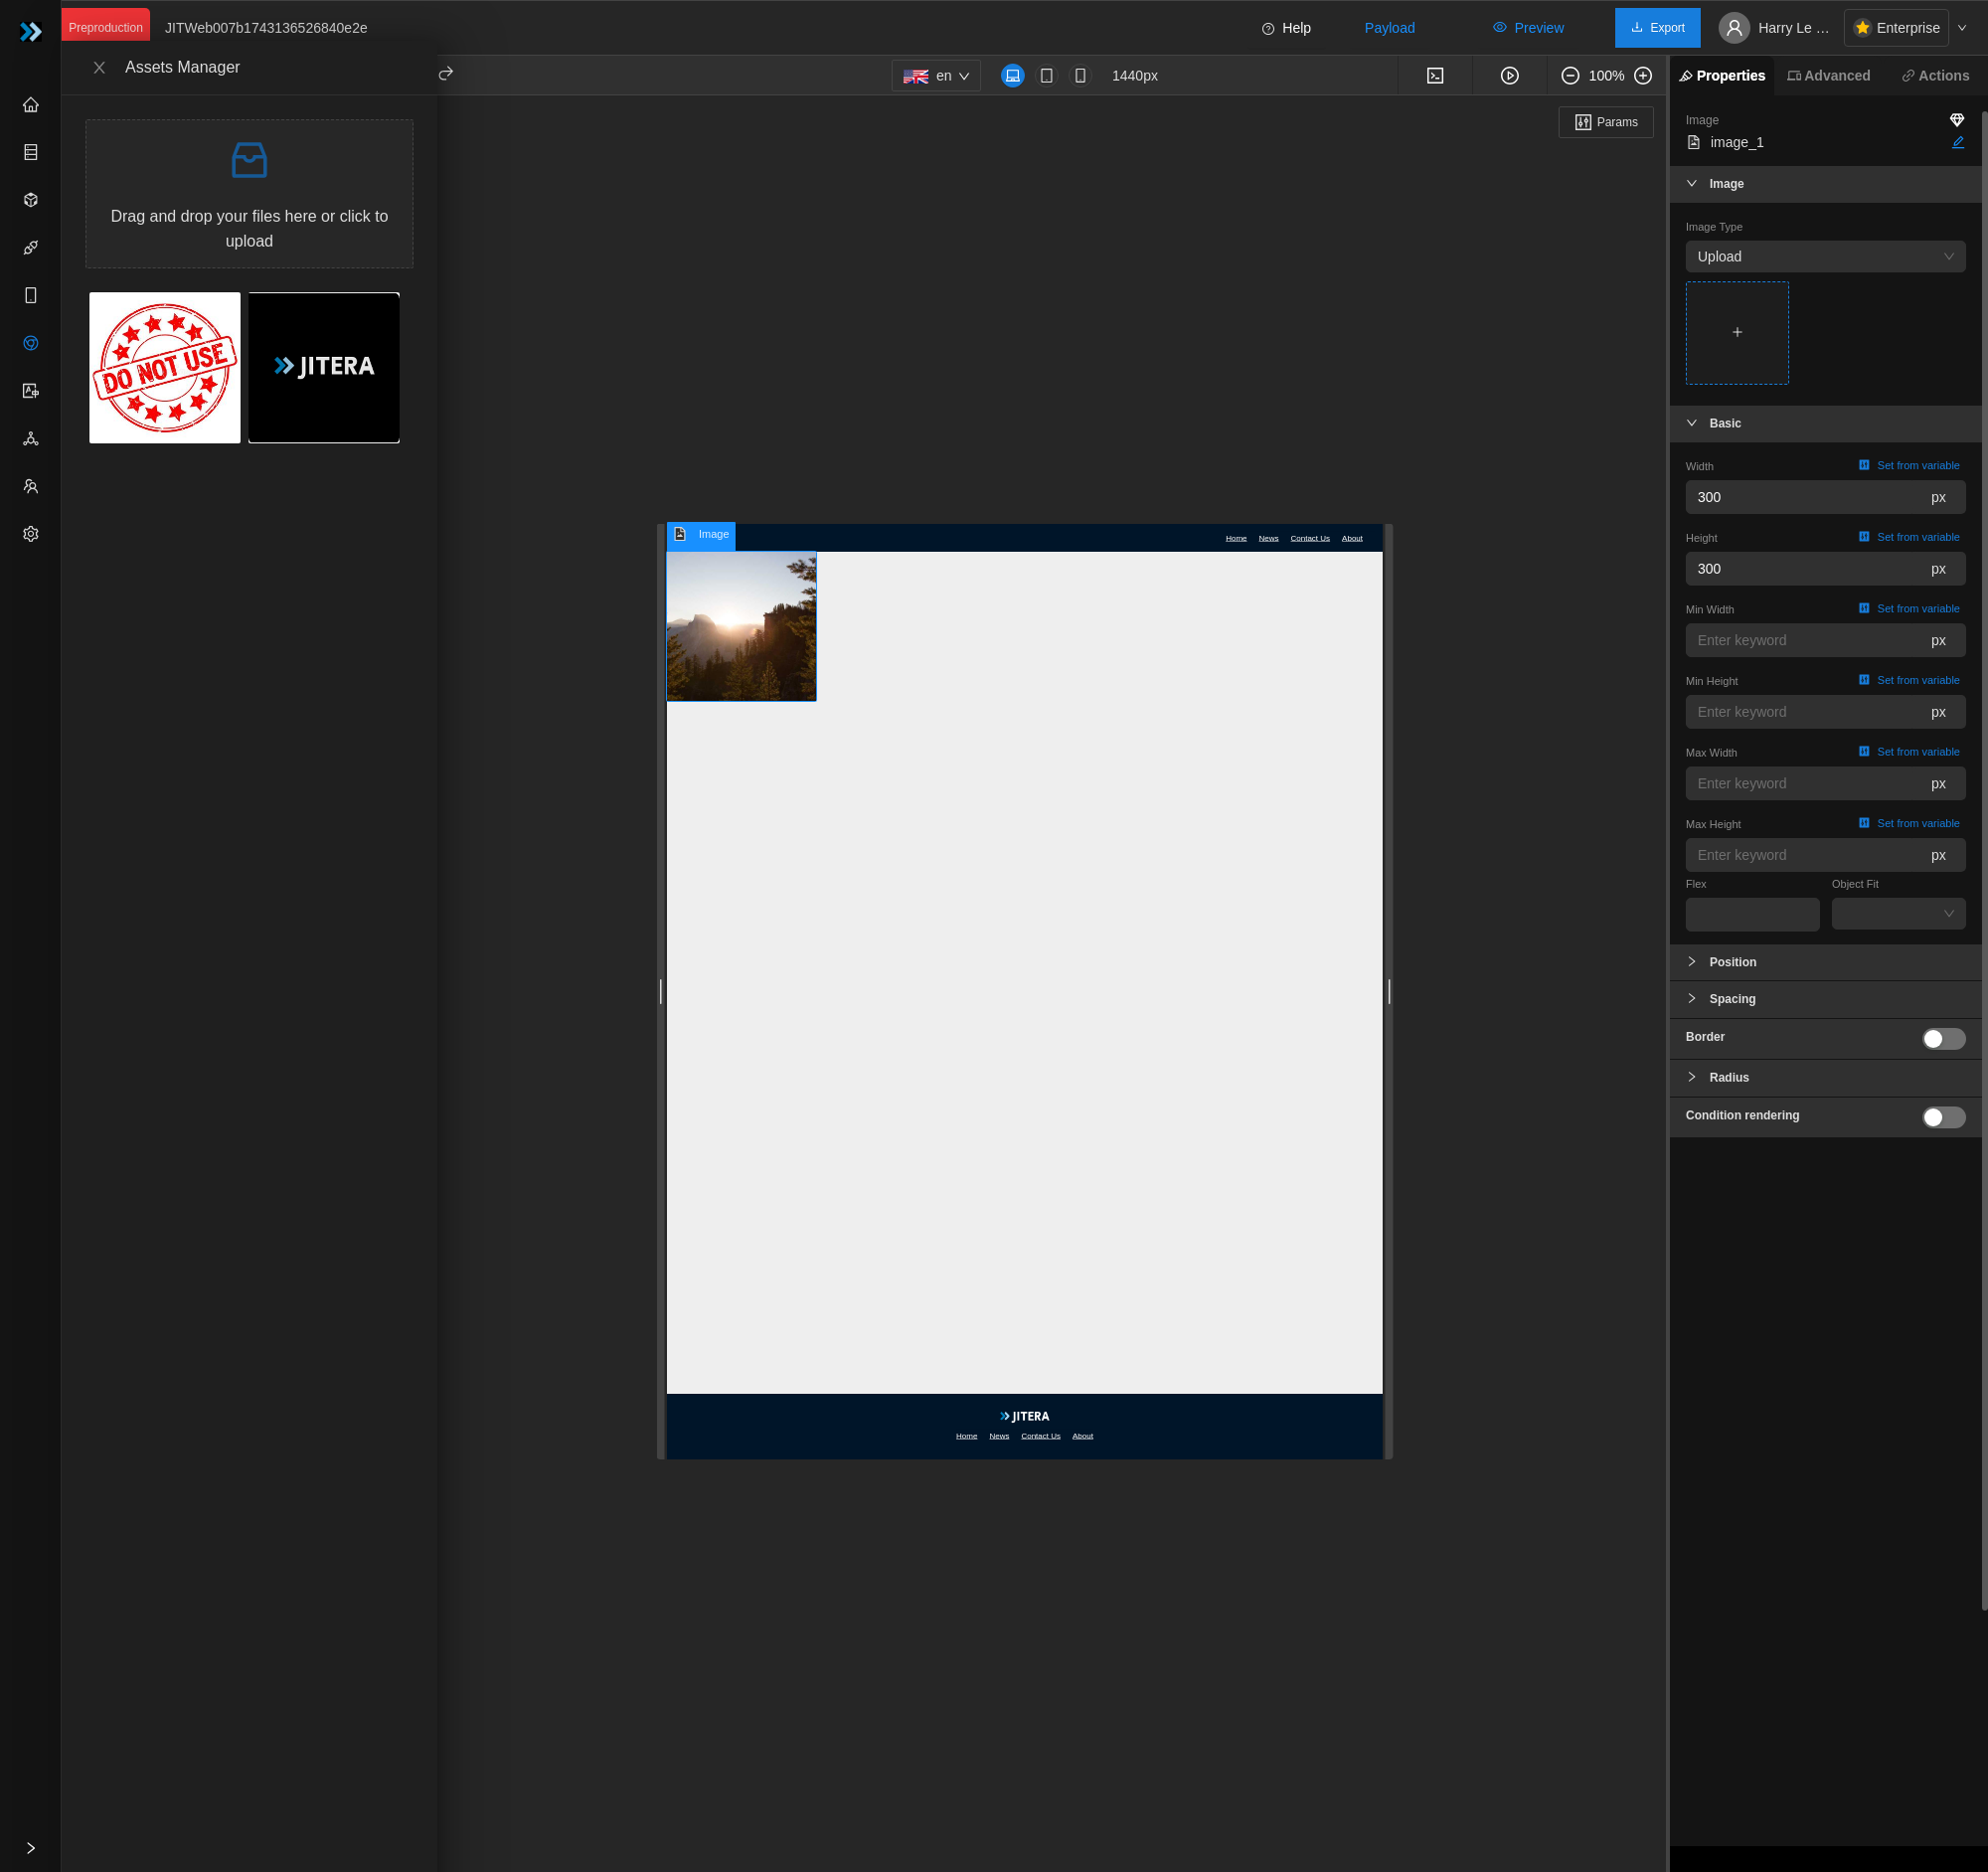 Preproduction
JITWeb007b1743136526840e2e
Help
Payload
Preview
Export
Harry Le ...
Enterprise
Assets Manager
en
1440px
100%
Properties
Advanced
Actions
Params
Drag and drop your files here or click to
upload
DO NOT USE
JITERA
Image
Home
News
Contact Us
About
JITERA
Home
News
Contact Us
About
Image
image_1
Image
Image Type
Upload
Basic
Width
Set from variable
300
px
Height
Set from variable
300
px
Min Width
Set from variable
Enter keyword
px
Min Height
Set from variable
Enter keyword
px
Max Width
Set from variable
Enter keyword
px
Max Height
Set from variable
Enter keyword
px
Flex
Object Fit
Position
Spacing
Border
Radius
Condition rendering